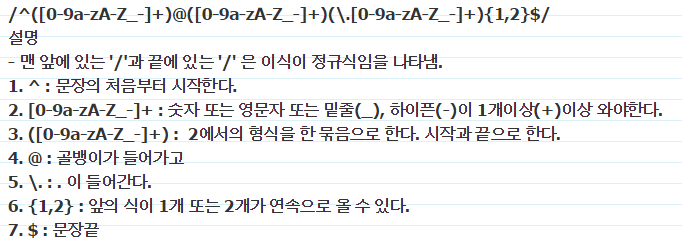 /^([0-9a-zA-Z_-]+)@([0-9a-zA-Z_-]+)(\.[0-9a-zA-Z_-]+){1,2}$/
설명
- 맨 앞에 있는 '/'과 끝에 있는 '/' 은 이식이 정규식임을 나타냄.
1. ^ : 문장의 처음부터 시작한다.
2. [0-9a-zA-Z_-]+ : 숫자 또는 영문자 또는 밑줄(_), 하이픈(-)이 1개이상(+)이상 와야한다.
3. ([0-9a-zA-Z_-]+) :  2에서의 형식을 한 묶음으로 한다. 시작과 끝으로 한다.
4. @ : 골뱅이가 들어가고
5. \. : . 이 들어간다.
6. {1,2} : 앞의 식이 1개 또는 2개가 연속으로 올 수 있다.
7. $ : 문장끝